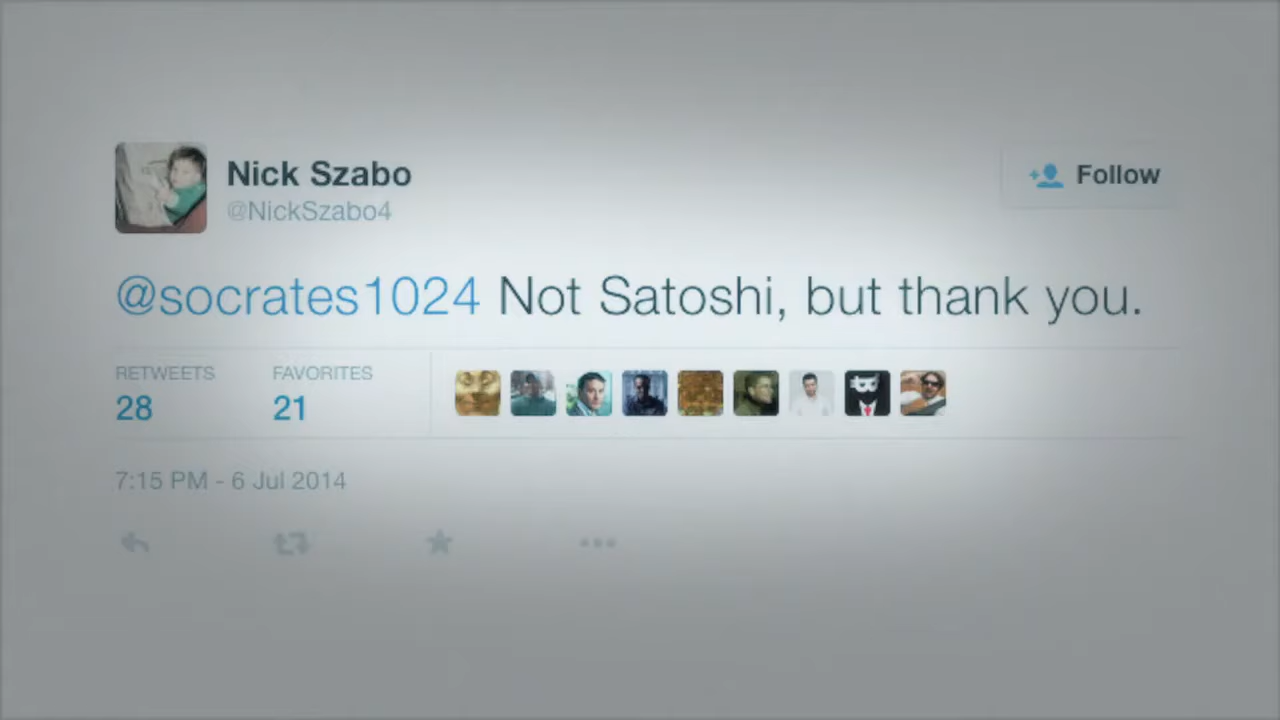 Nick Szabo
@NickSzabo4
Follow
@socrates1024 Not Satoshi, but thank you.
RETWEETS FAVORITES
28 21
7:15 PM - 6 Jul 2014